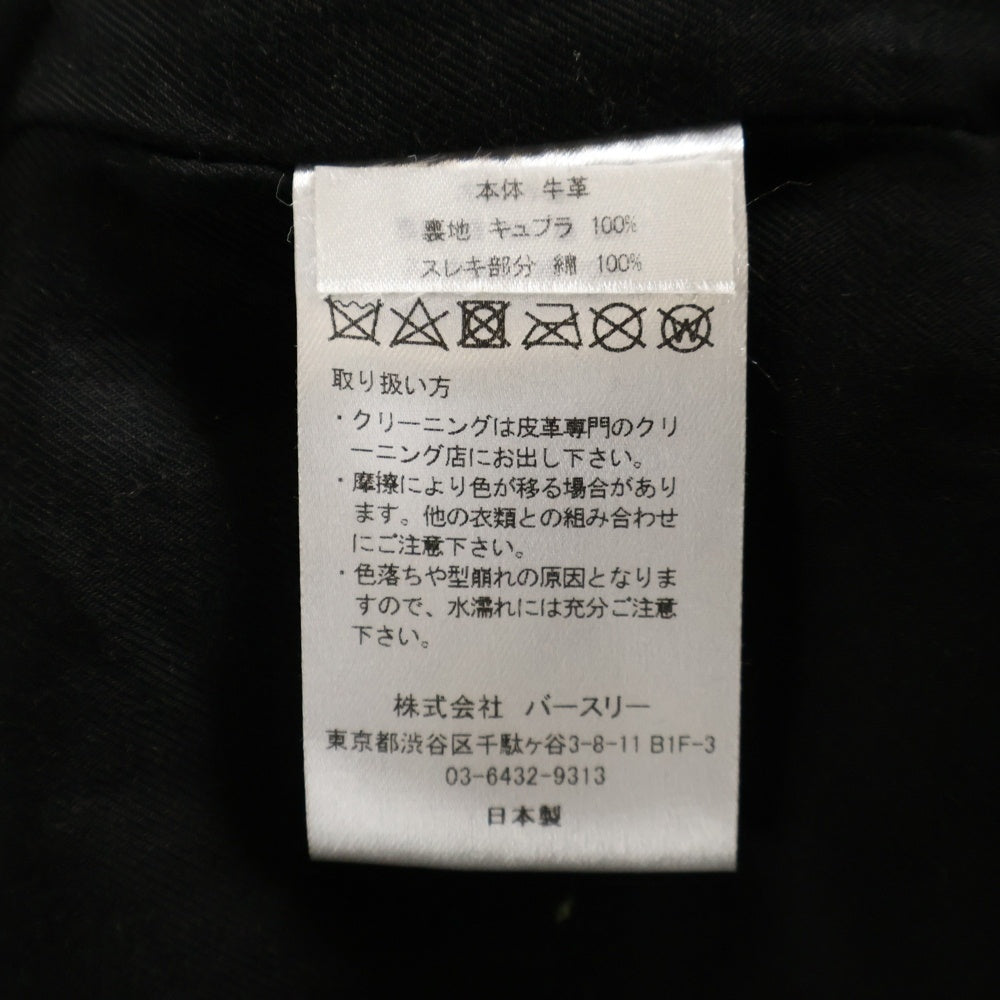 本体 牛革
裏地 キュプラ 100%
スレキ部分 綿 100%
取り扱い方
・クリーニングは皮革専門のクリ
ーニング店にお出し下さい。
・摩擦により色が移る場合があり
ます。他の衣類との組み合わせ
にご注意下さい。
・色落ちや型崩れの原因となりま
すので、水濡れには充分ご注意
下さい。
株式会社 バースリー
東京都渋谷区千駄ヶ谷3-8-11 B1F-3
03-6432-9313
日本製